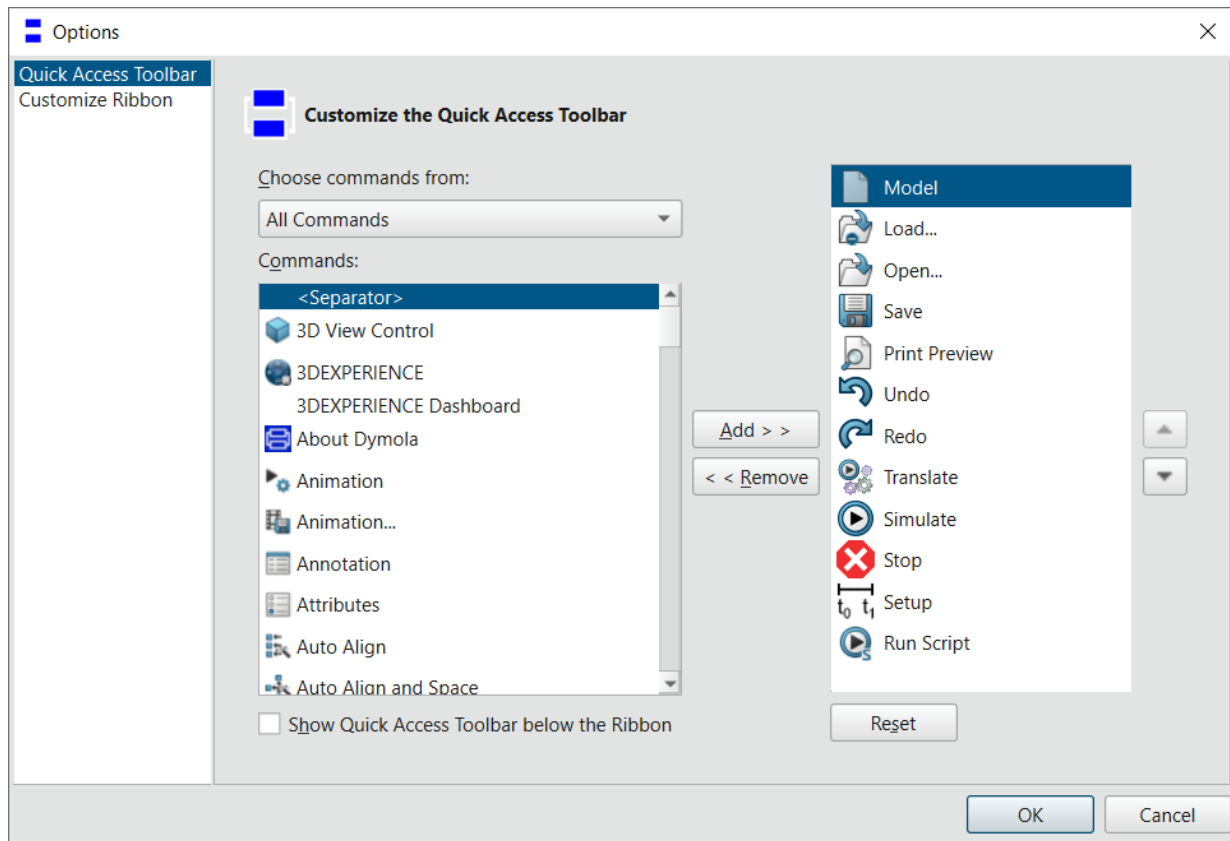 Options
Quick Access Toolbar
Customize Ribbon
Customize the Quick Access Toolbar
Choose commands from:
All Commands
Commands:
<Separator>
3D View Control
3DEXPERIENCE
3DEXPERIENCE Dashboard
About Dymola
Animation
Animation...
Annotation
Attributes
Auto Align
Auto Align and Space
Show Quick Access Toolbar below the Ribbon
Add > >
< < Remove
Model
Load...
Open...
Save
Print Preview
Undo
Redo
Translate
Simulate
Stop
t0 t1 Setup
Run Script
Reset
OK
Cancel